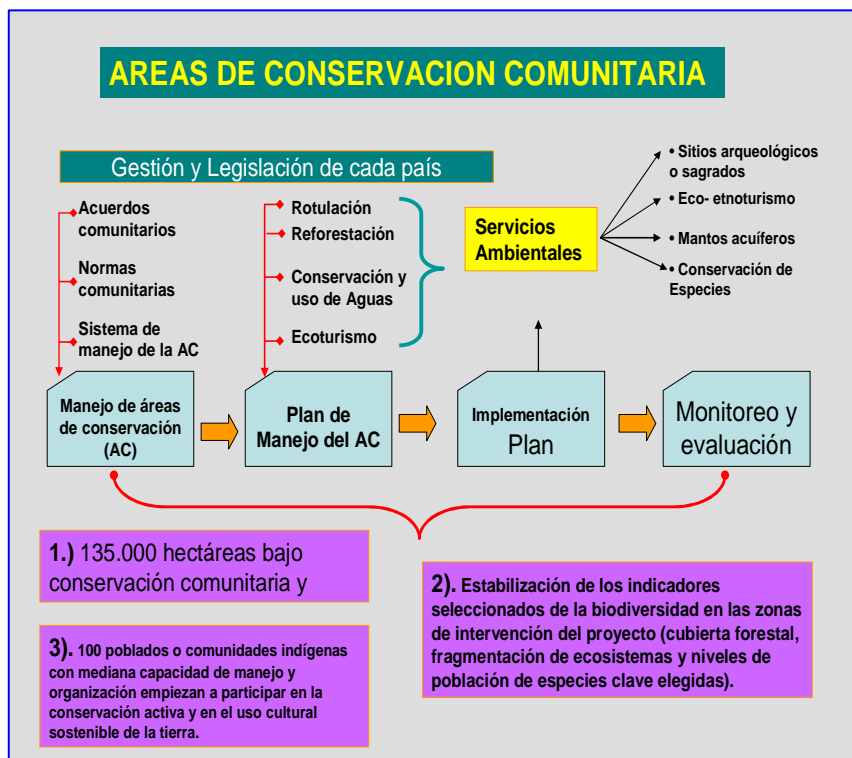 AREAS DE CONSERVACION COMUNITARIA
Gestión y Legislación de cada país
Acuerdos
comunitarios
Normas
comunitarias
Sistema de
manejo de la AC
Rotulación
Reforestación
Conservación y
uso de Aguas
Ecoturismo
Servicios
Ambientales
• Sitios arqueológicos
o sagrados
• Eco- etnoturismo
• Mantos acuíferos
• Conservación de
Especies
Manejo de áreas
de conservación
(AC)
Plan de
Manejo del AC
Implementación
Plan
Monitoreo y
evaluación
1.) 135.000 hectáreas bajo
conservación comunitaria y
2). Estabilización de los indicadores
seleccionados de la biodiversidad en las zonas
de intervención del proyecto (cubierta forestal,
fragmentación de ecosistemas y niveles de
población de especies clave elegidas).
3). 100 poblados o comunidades indígenas
con mediana capacidad de manejo y
organización empiezan a participar en la
conservación activa y en el uso cultural
sostenible de la tierra.